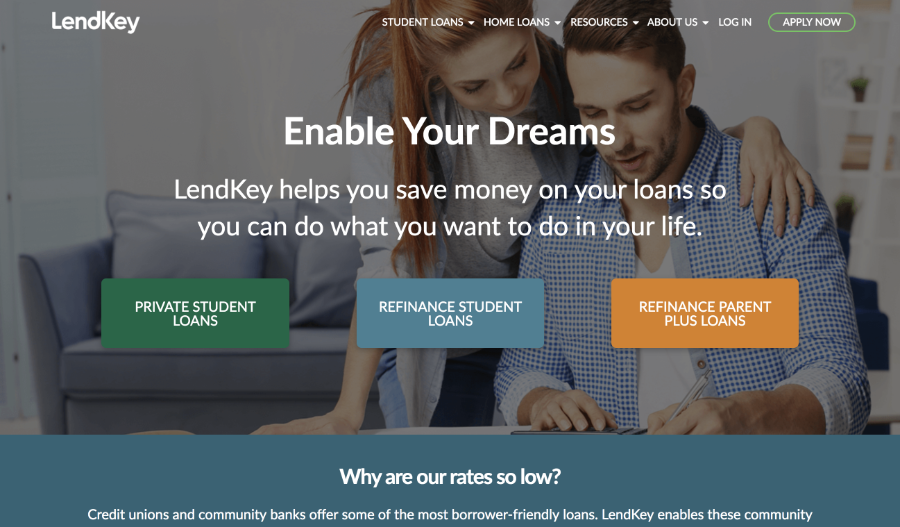 LendKey
STUDENT LOANS HOME LOANS RESOURCES ABOUT US LOG IN APPLY NOW
Enable Your Dreams
LendKey helps you save money on your loans so
you can do what you want to do in your life.
PRIVATE STUDENT
LOANS
REFINANCE STUDENT
LOANS
REFINANCE PARENT
PLUS LOANS
Why are our rates so low?
Credit unions and community banks offer some of the most borrower-friendly loans. LendKey enables these community